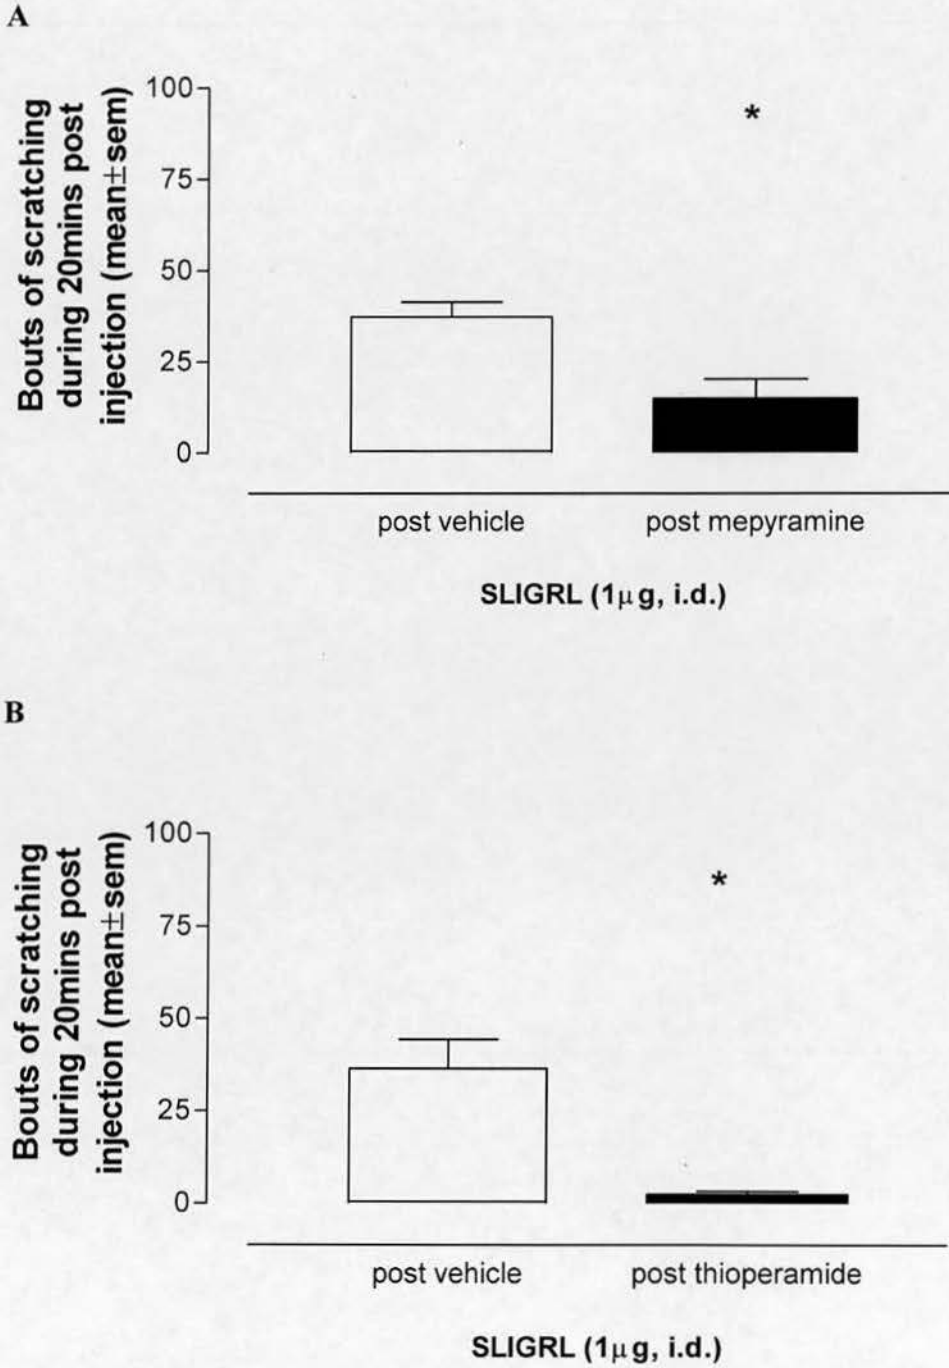 A
Bouts of scratching
during 20mins post
injection (mean±sem)
100
75
50
25
0
*
post vehicle
post mepyramine
SLIGRL (1μg, i.d.)
B
Bouts of scratching
during 20mins post
injection (mean±sem)
100
75
50
25
0
*
post vehicle
post thioperamide
SLIGRL (1μg, i.d.)